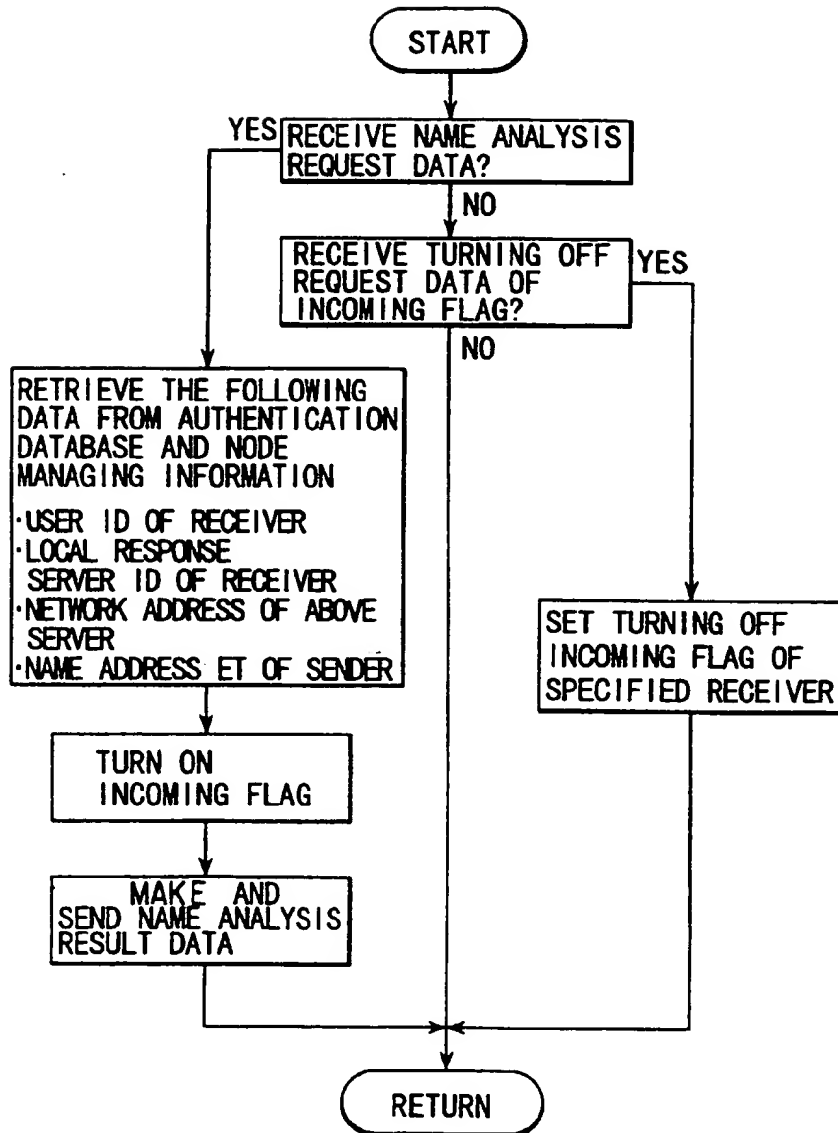 START
YES
RECEIVE NAME ANALYSIS
REQUEST DATA?
NO
RECEIVE TURNING OFF
REQUEST DATA OF
INCOMING FLAG?
YES
NO
RETRIEVE THE FOLLOWING
DATA FROM AUTHENTICATION
DATABASE AND NODE
MANAGING INFORMATION
·USER ID OF RECEIVER
·LOCAL RESPONSE
SERVER ID OF RECEIVER
·NETWORK ADDRESS OF ABOVE
SERVER
·NAME ADDRESS ET OF SENDER
SET TURNING OFF
INCOMING FLAG OF
SPECIFIED RECEIVER
TURN ON
INCOMING FLAG
MAKE AND
SEND NAME ANALYSIS
RESULT DATA
RETURN